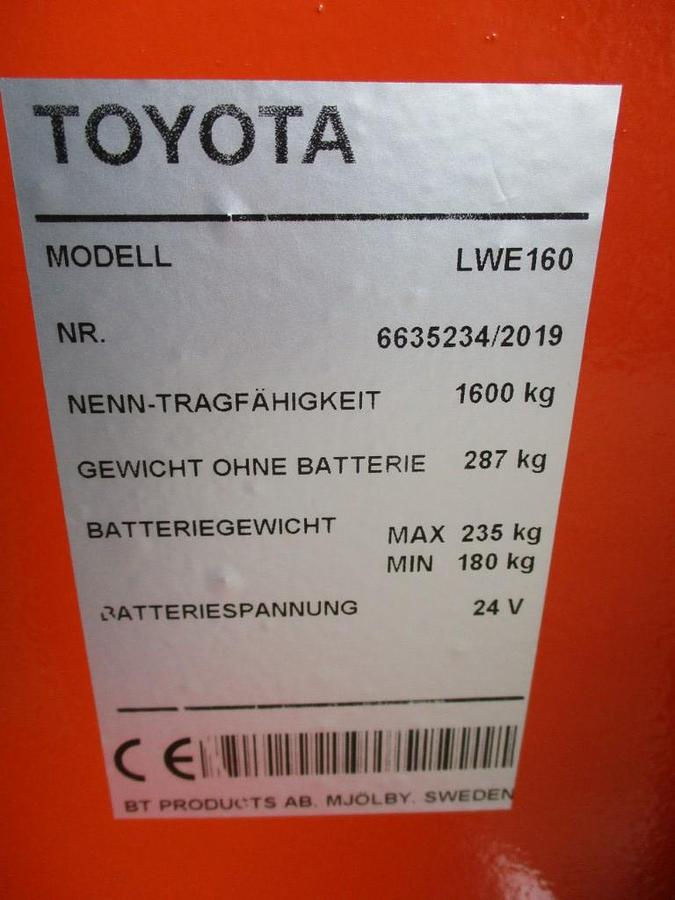 TOYOTA
MODELL LWE160
NR. 6635234/2019
NENN-TRAGFÄHIGKEIT 1600 kg
GEWICHT OHNE BATTERIE 287 kg
BATTERIEGEWICHT MAX 235 kg
MIN 180 kg
BATTERIESPANNUNG 24 V
CE
BT PRODUCTS AB. MJÖLBY. SWEDEN